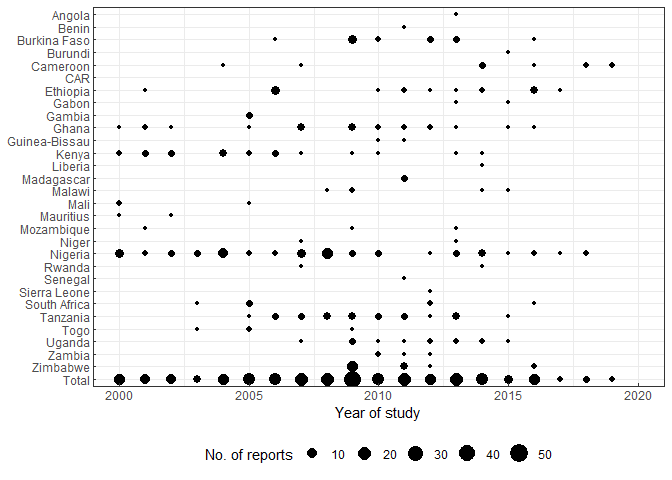 Angola
Benin
Burkina Faso
Burundi
Cameroon
CAR
Ethiopia
Gabon
Gambia
Ghana
Guinea-Bissau
Kenya
Liberia
Madagascar
Malawi
Mali
Mauritius
Mozambique
Niger
Nigeria
Rwanda
Senegal
Sierra Leone
South Africa
Tanzania
Togo
Uganda
Zambia
Zimbabwe
Total
2000 2005 2010 2015 2020
Year of study
No. of reports 10 20 30 40 50